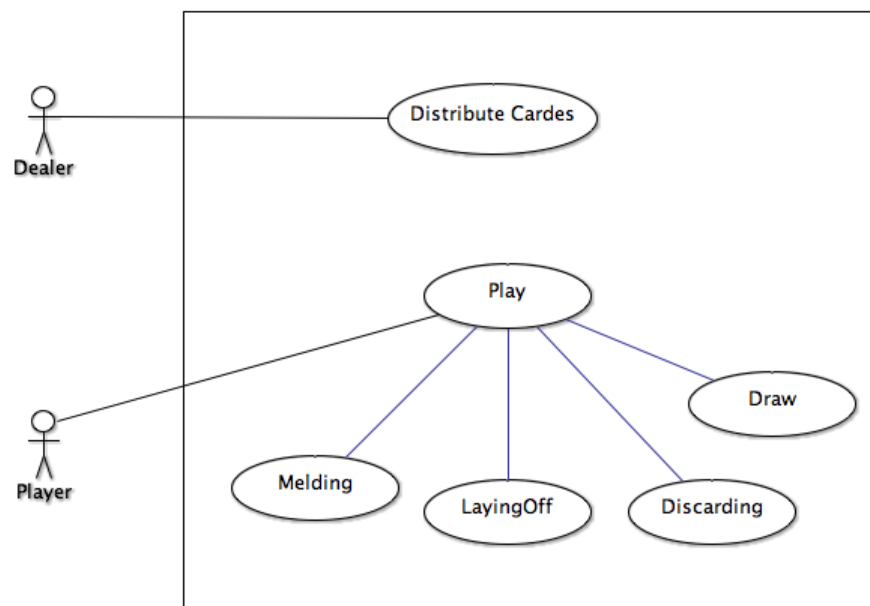 Distribute Cardes
Dealer
Play
Draw
Melding
Player
LayingOff
Discarding